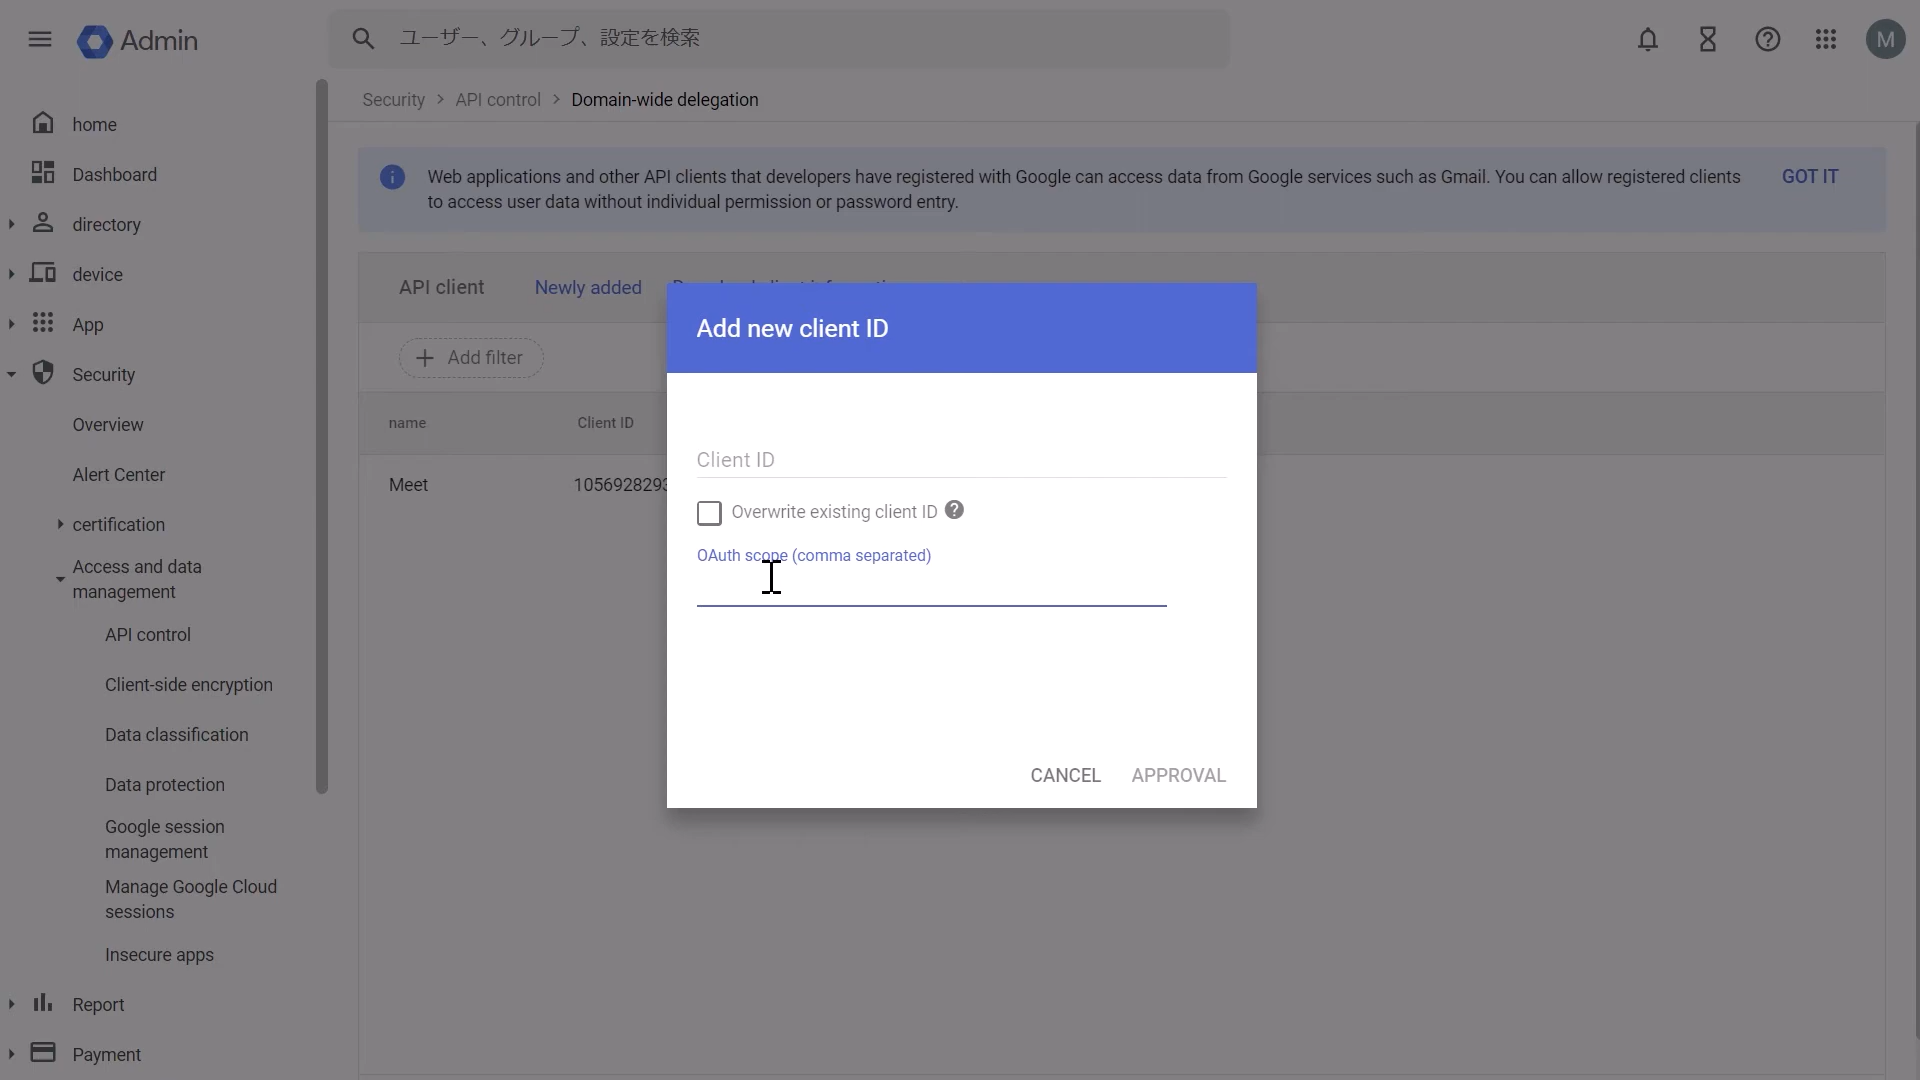 Admin
ユーザー、グループ、設定を検索
M
Security > API control > Domain-wide delegation
home
Dashboard
directory
device
App
Security
Overview
Alert Center
certification
Access and data
management
API control
Client-side encryption
Data classification
Data protection
Google session
management
Manage Google Cloud
sessions
Insecure apps
Report
Payment
Web applications and other API clients that developers have registered with Google can access data from Google services such as Gmail. You can allow registered clients
to access user data without individual permission or password entry.
GOT IT
API client Newly added
Add filter
name Client ID
Meet 105692829
Add new client ID
Client ID
Overwrite existing client ID
OAuth scope (comma separated)
CANCEL APPROVAL